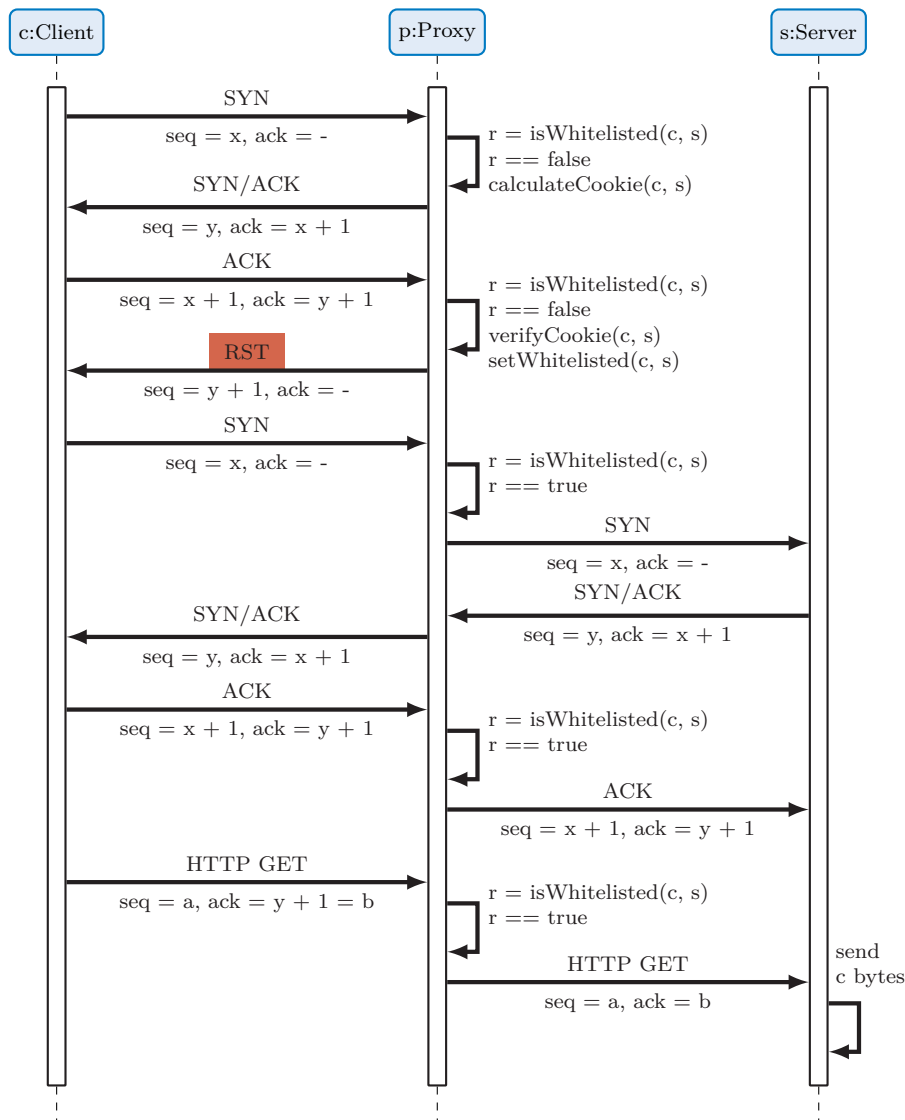 c:Client
p:Proxy
s:Server
SYN
seq = x, ack = -
r = isWhitelisted(c, s)
r == false
calculateCookie(c, s)
SYN/ACK
seq = y, ack = x + 1
ACK
seq = x + 1, ack = y + 1
r = isWhitelisted(c, s)
r == false
verifyCookie(c, s)
setWhitelisted(c, s)
RST
seq = y + 1, ack = -
SYN
seq = x, ack = -
r = isWhitelisted(c, s)
r == true
SYN
seq = x, ack = -
SYN/ACK
seq = y, ack = x + 1
SYN/ACK
seq = y, ack = x + 1
ACK
seq = x + 1, ack = y + 1
r = isWhitelisted(c, s)
r == true
ACK
seq = x + 1, ack = y + 1
HTTP GET
seq = a, ack = y + 1 = b
r = isWhitelisted(c, s)
r == true
HTTP GET
seq = a, ack = b
send
c bytes